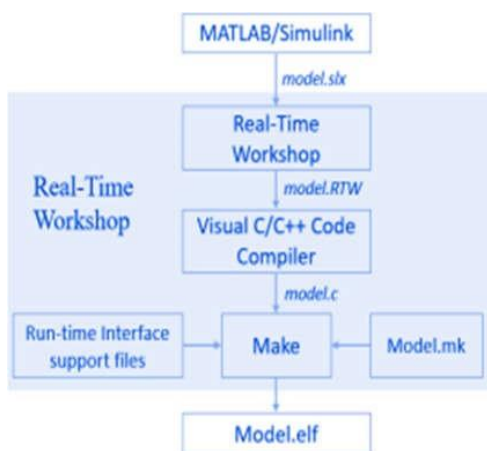 MATLAB/Simulink
model.slx
Real-Time
Workshop
model.RTW
Real-Time
Workshop
Visual C/C++ Code
Compiler
model.c
Run-time Interface
support files
Make
Model.mk
Model.elf